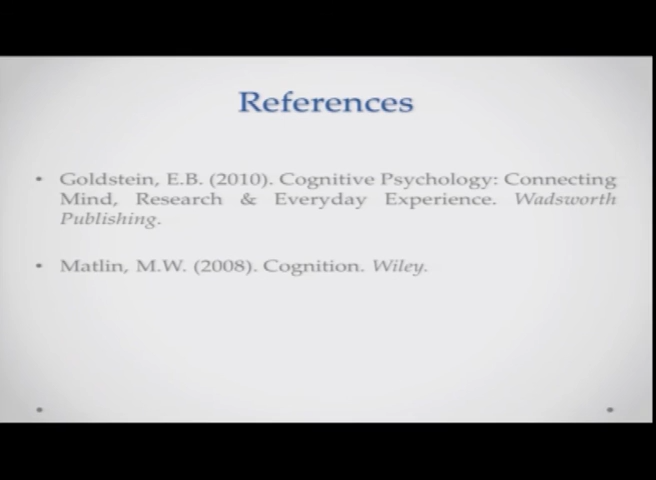 References
• Goldstein, E.B. (2010). Cognitive Psychology: Connecting
Mind, Research & Everyday Experience. Wadsworth
Publishing.
• Matlin, M.W. (2008). Cognition. Wiley.